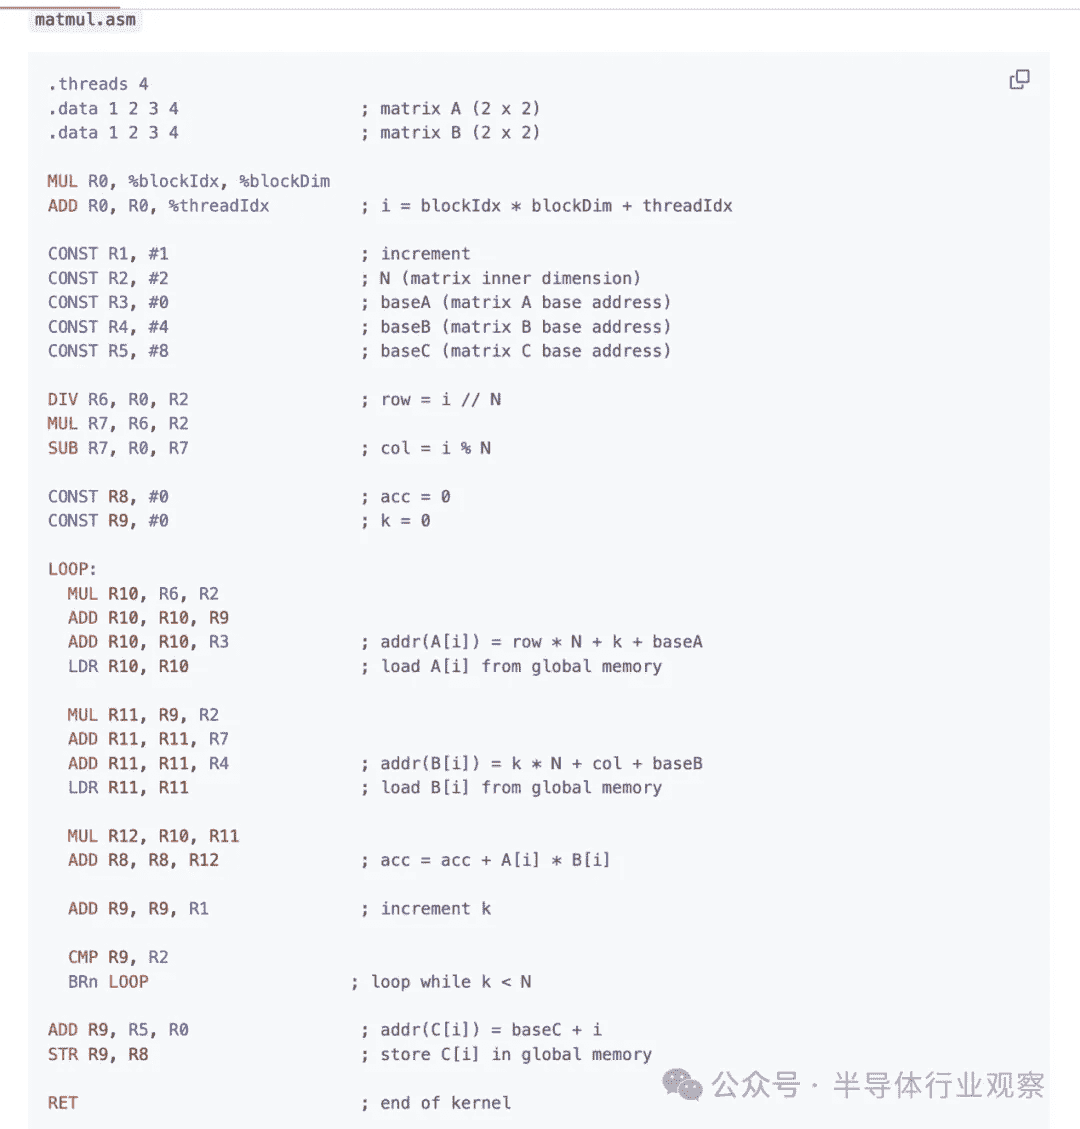 matmul.asm
.threads 4
.data 1 2 3 4 ; matrix A (2 x 2)
.data 1 2 3 4 ; matrix B (2 x 2)
MUL R0, %blockIdx, %blockDim
ADD R0, R0, %threadIdx ; i = blockIdx * blockDim + threadIdx
CONST R1, #1 ; increment
CONST R2, #2 ; N (matrix inner dimension)
CONST R3, #0 ; baseA (matrix A base address)
CONST R4, #4 ; baseB (matrix B base address)
CONST R5, #8 ; baseC (matrix C base address)
DIV R6, R0, R2 ; row = i // N
MUL R7, R6, R2
SUB R7, R0, R7 ; col = i % N
CONST R8, #0 ; acc = 0
CONST R9, #0 ; k = 0
LOOP:
MUL R10, R6, R2
ADD R10, R10, R9
ADD R10, R10, R3 ; addr(A[i]) = row * N + k + baseA
LDR R10, R10 ; load A[i] from global memory
MUL R11, R9, R2
ADD R11, R11, R7
ADD R11, R11, R4 ; addr(B[i]) = k * N + col + baseB
LDR R11, R11 ; load B[i] from global memory
MUL R12, R10, R11
ADD R8, R8, R12 ; acc = acc + A[i] * B[i]
ADD R9, R9, R1 ; increment k
CMP R9, R2
BRn LOOP ; loop while k < N
ADD R9, R5, R0 ; addr(C[i]) = baseC + i
STR R9, R8 ; store C[i] in global memory
公众号 · 半导体行业观察
RET ; end of kernel